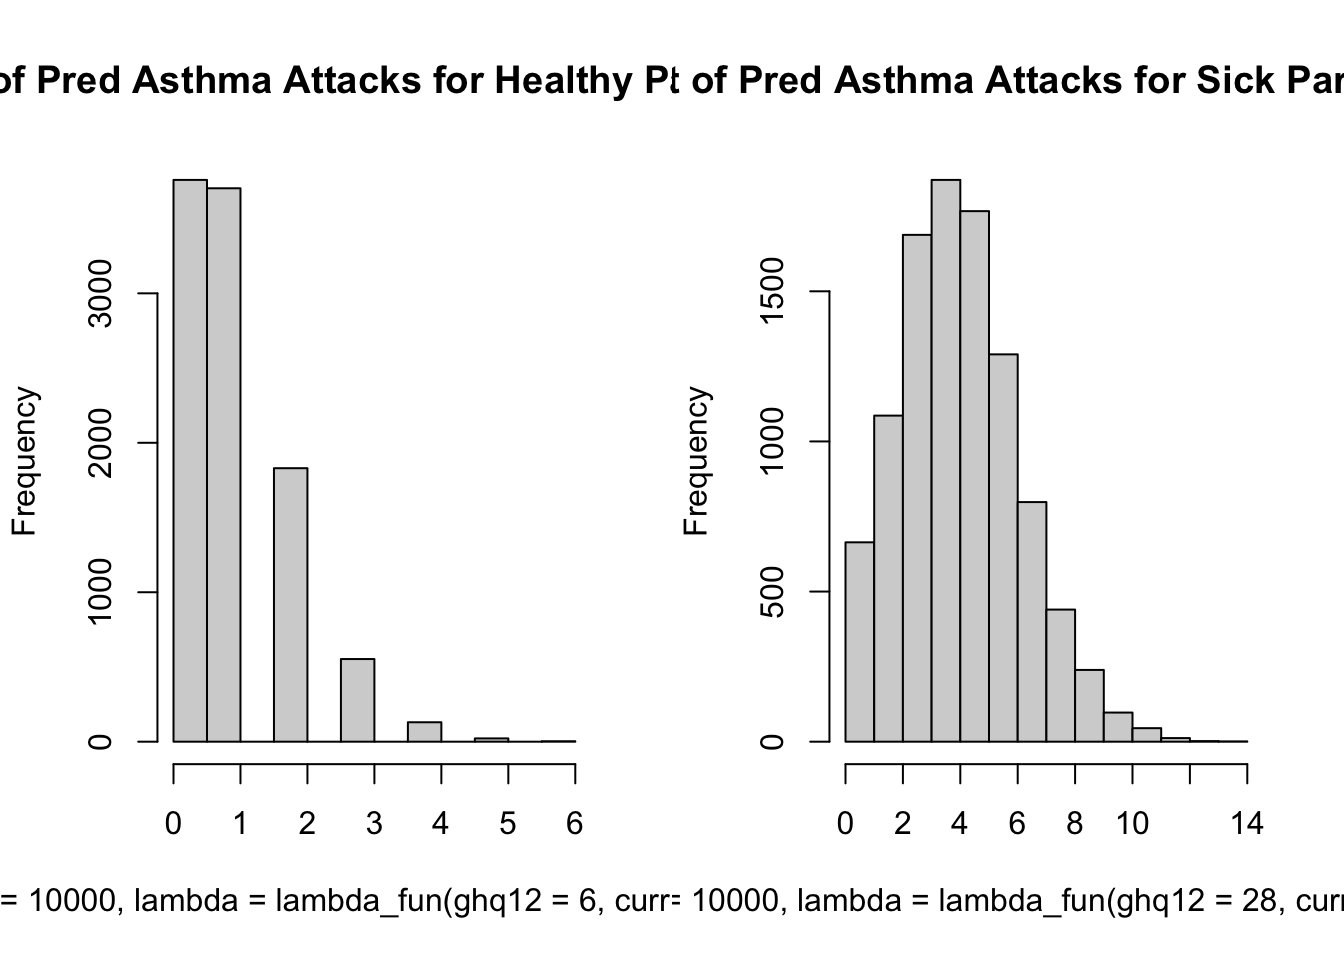 of Pred Asthma Attacks for Healthy P
t of Pred Asthma Attacks for Sick Par
Frequency
3000
2000
1000
0
0 1 2 3 4 5 6
= 10000, lambda = lambda_fun(ghq12 = 6, curr
Frequency
1500
1000
500
0
0 2 4 6 8 10 14
= 10000, lambda = lambda_fun(ghq12 = 28, curr